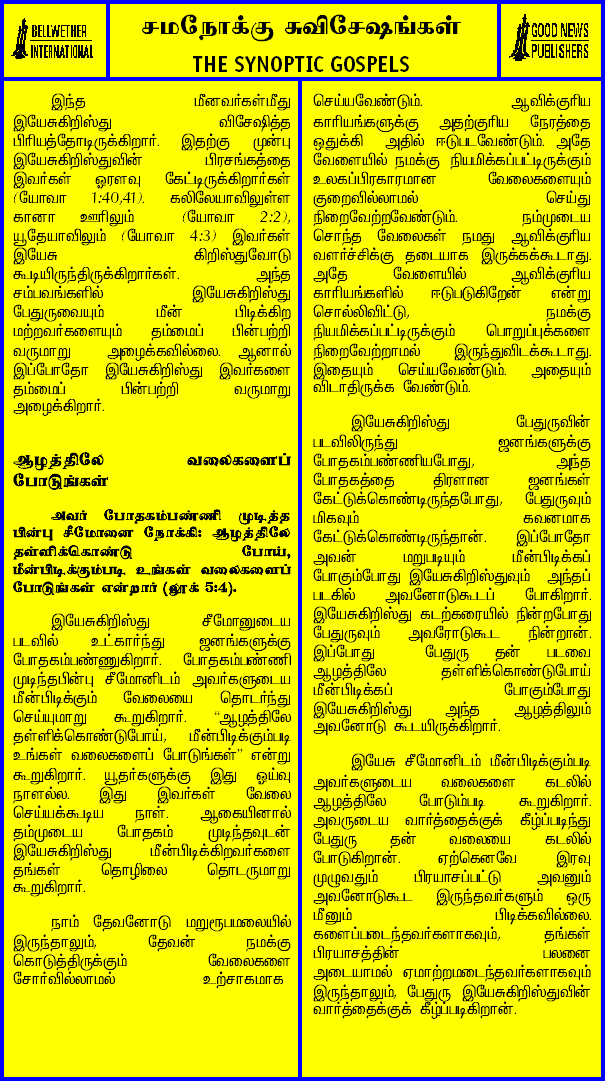 BELLWETHER
INTERNATIONAL
சமநோக்கு சுவிசேஷங்கள்
THE SYNOPTIC GOSPELS
GOOD NEWS
PUBLISHERS
இந்த மீனவர்கள்மீது
இயேசுகிறிஸ்து விசேஷித்த
பிரியத்தோடிருக்கிறார். இதற்கு முன்பு
இயேசுகிறிஸ்துவின் பிரசங்கத்தை
இவர்கள் ஓரளவு கேட்டிருக்கிறார்கள்
(யோவா 1:40,41). கலிலேயாவிலுள்ள
கானா ஊரிலும் (யோவா 2:2),
யூதேயாவிலும் (யோவா 4:3) இவர்கள்
இயேசு கிறிஸ்துவோடு
கூடியிருந்திருக்கிறார்கள். அந்த
சம்பவங்களில் இயேசுகிறிஸ்து
பேதுருவையும் மீன் பிடிக்கிற
மற்றவர்களையும் தம்மைப் பின்பற்றி
வருமாறு அழைக்கவில்லை. ஆனால்
இப்போதோ இயேசுகிறிஸ்து இவர்களை
தம்மைப் பின்பற்றி வருமாறு
அழைக்கிறார்.
ஆழத்திலே வலைகளைப்
போடுங்கள்
அவர் போதகம்பண்ணி முடித்த
பின்பு சீமோனை நோக்கி: ஆழத்திலே
தள்ளிக்கொண்டு போய்,
மீன்பிடிக்கும்படி உங்கள் வலைகளைப்
போடுங்கள் என்றார் (லூக் 5:4).
இயேசுகிறிஸ்து சீமோனுடைய
படவில் உட்கார்ந்து ஜனங்களுக்கு
போதகம்பண்ணுகிறார். போதகம்பண்ணி
முடிந்தபின்பு சீமோனிடம் அவர்களுடைய
மீன்பிடிக்கும் வேலையை தொடர்ந்து
செய்யுமாறு கூறுகிறார். “ஆழத்திலே
தள்ளிக்கொண்டுபோய், மீன்பிடிக்கும்படி
உங்கள் வலைகளைப் போடுங்கள்” என்று
கூறுகிறார். யூதர்களுக்கு இது ஓய்வு
நாளல்ல. இது இவர்கள் வேலை
செய்யக்கூடிய நாள். ஆகையினால்
தம்முடைய போதகம் முடிந்தவுடன்
இயேசுகிறிஸ்து மீன்பிடிக்கிறவர்களை
தங்கள் தொழிலை தொடருமாறு
கூறுகிறார்.
நாம் தேவனோடு மறுரூபமலையில்
இருந்தாலும், தேவன் நமக்கு
கொடுத்திருக்கும் வேலைகளை
சோர்வில்லாமல் உற்சாகமாக
செய்யவேண்டும். ஆவிக்குரிய
காரியங்களுக்கு அதற்குரிய நேரத்தை
ஒதுக்கி அதில் ஈடுபடவேண்டும். அதே
வேளையில் நமக்கு நியமிக்கப்பட்டிருக்கும்
உலகப்பிரகாரமான வேலைகளையும்
குறைவில்லாமல் செய்து
நிறைவேற்றவேண்டும். நம்முடைய
சொந்த வேலைகள் நமது ஆவிக்குரிய
வளர்ச்சிக்கு தடையாக இருக்கக்கூடாது.
அதே வேளையில் ஆவிக்குரிய
காரியங்களில் ஈடுபடுகிறேன் என்று
சொல்லிவிட்டு, நமக்கு
நியமிக்கப்பட்டிருக்கும் பொறுப்புக்களை
நிறைவேற்றாமல் இருந்துவிடக்கூடாது.
இதையும் செய்யவேண்டும். அதையும்
விடாதிருக்க வேண்டும்.
இயேசுகிறிஸ்து பேதுருவின்
படவிலிருந்து ஜனங்களுக்கு
போதகம்பண்ணியபோது, அந்த
போதகத்தை திரளான ஜனங்கள்
கேட்டுக்கொண்டிருந்தபோது, பேதுருவும்
மிகவும் கவனமாக
கேட்டுக்கொண்டிருந்தான். இப்போதோ
அவன் மறுபடியும் மீன்பிடிக்கப்
போகும்போது இயேசுகிறிஸ்துவும் அந்தப்
படகில் அவனோடுகூடப் போகிறார்.
இயேசுகிறிஸ்து கடற்கரையில் நின்றபோது
பேதுருவும் அவரோடுகூட நின்றான்.
இப்போது பேதுரு தன் படவை
ஆழத்திலே தள்ளிக்கொண்டுபோய்
மீன்பிடிக்கப் போகும்போது
இயேசுகிறிஸ்து அந்த ஆழத்திலும்
அவனோடு கூடயிருக்கிறார்.
இயேசு சீமோனிடம் மீன்பிடிக்கும்படி
அவர்களுடைய வலைகளை கடலில்
ஆழத்திலே போடும்படி கூறுகிறார்.
அவருடைய வார்த்தைக்குக் கீழ்ப்படிந்து
பேதுரு தன் வலையை கடலில்
போடுகிறான். ஏற்கெனவே இரவு
முழுவதும் பிரயாசப்பட்டு அவனும்
அவனோடுகூட இருந்தவர்களும் ஒரு
மீனும் பிடிக்கவில்லை.
களைப்படைந்தவர்களாகவும், தங்கள்
பிரயாசத்தின் பலனை
அடையாமல் ஏமாற்றமடைந்தவர்களாகவும்
இருந்தாலும், பேதுரு இயேசுகிறிஸ்துவின்
வார்த்தைக்குக் கீழ்ப்படிகிறான்.